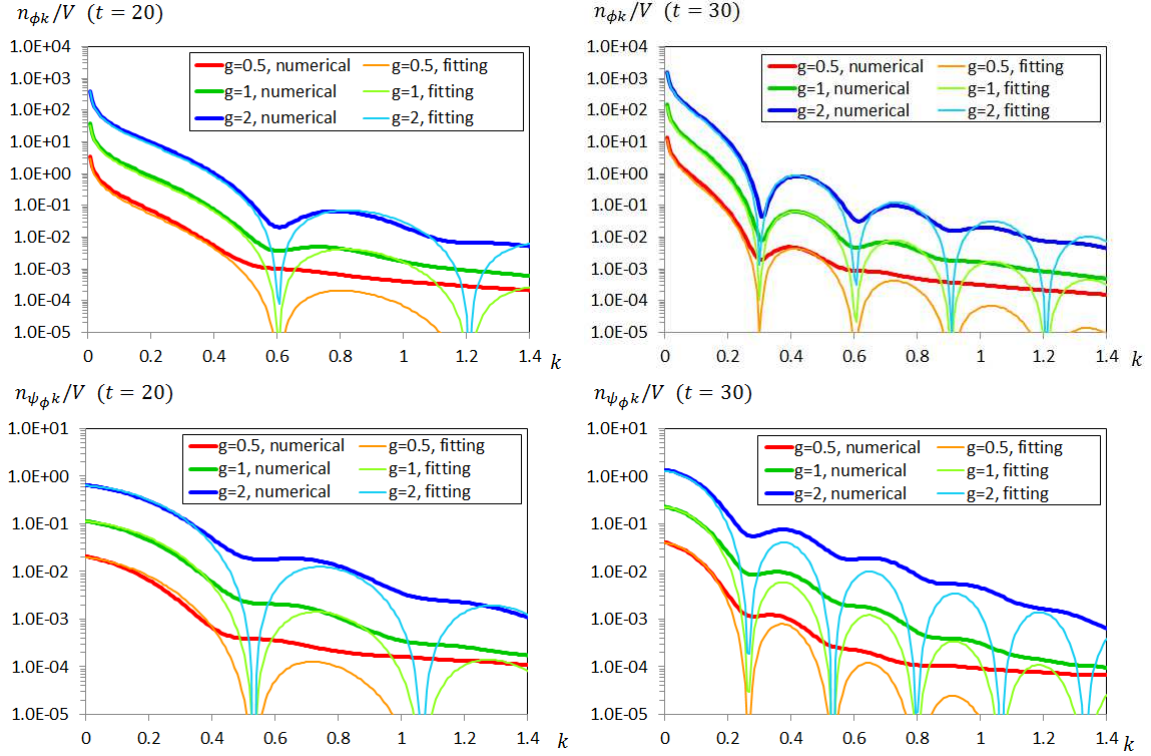 n_{ϕk}/V (t = 20)
1.0E+04
1.0E+03
1.0E+02
1.0E+01
1.0E+00
1.0E-01
1.0E-02
1.0E-03
1.0E-04
1.0E-05
g=0.5, numerical g=0.5, fitting
g=1, numerical g=1, fitting
g=2, numerical g=2, fitting
0 0.2 0.4 0.6 0.8 1 1.2 1.4 k
n_{ϕk}/V (t = 30)
1.0E+04
1.0E+03
1.0E+02
1.0E+01
1.0E+00
1.0E-01
1.0E-02
1.0E-03
1.0E-04
1.0E-05
g=0.5, numerical g=0.5, fitting
g=1, numerical g=1, fitting
g=2, numerical g=2, fitting
0 0.2 0.4 0.6 0.8 1 1.2 1.4 k
n_{ψ_ϕk}/V (t = 20)
1.0E+01
1.0E+00
1.0E-01
1.0E-02
1.0E-03
1.0E-04
1.0E-05
g=0.5, numerical g=0.5, fitting
g=1, numerical g=1, fitting
g=2, numerical g=2, fitting
0 0.2 0.4 0.6 0.8 1 1.2 1.4 k
n_{ψ_ϕk}/V (t = 30)
1.0E+01
1.0E+00
1.0E-01
1.0E-02
1.0E-03
1.0E-04
1.0E-05
g=0.5, numerical g=0.5, fitting
g=1, numerical g=1, fitting
g=2, numerical g=2, fitting
0 0.2 0.4 0.6 0.8 1 1.2 1.4 k